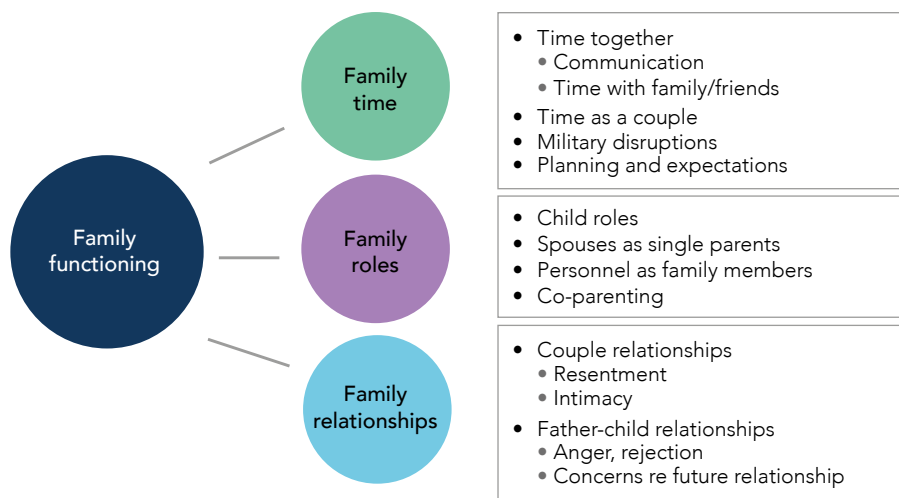 Family
functioning
Family
time
• Time together
• Communication
• Time with family/friends
• Time as a couple
• Military disruptions
• Planning and expectations
Family
roles
• Child roles
• Spouses as single parents
• Personnel as family members
• Co-parenting
Family
relationships
• Couple relationships
• Resentment
• Intimacy
• Father-child relationships
• Anger, rejection
• Concerns re future relationship